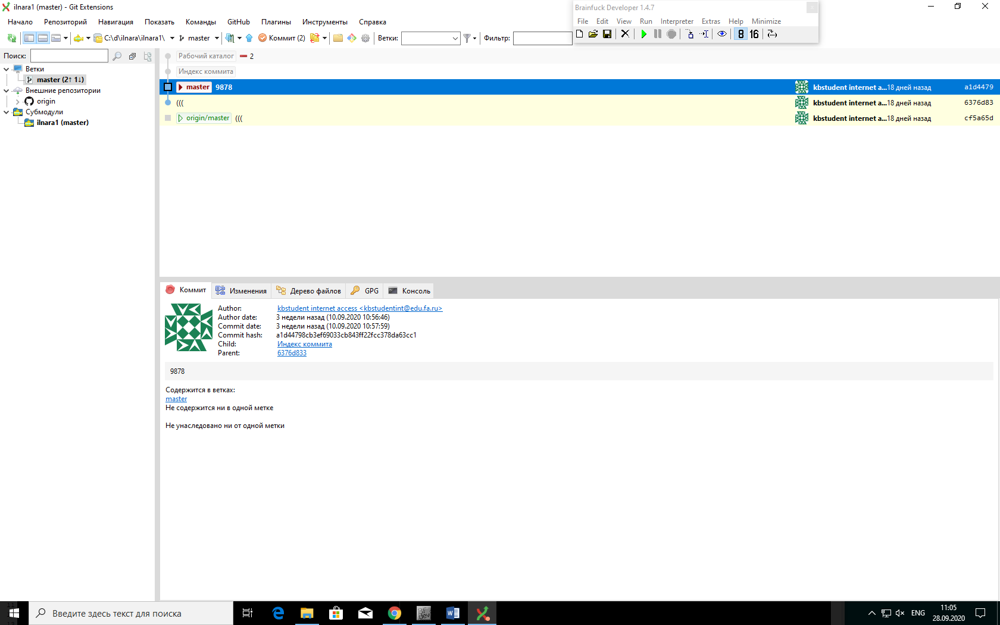 ilnara1 (master) - Git Extensions
Начало Репозиторий Навигация Показать Команды GitHub Плагины Инструменты Справка
C:\d\ilnara\ilnara1\ master Коммит (2) Ветки: Фильтр:
Brainfuck Developer 1.4.7
File Edit View Run Interpreter Extras Help Minimize
8 16
Поиск:
Ветки
master (2↑ 1↓)
Внешние репозитории
origin
Субмодули
ilnara1 (master)
Рабочий каталог 2
Индекс коммита
master 9878 kbstudent internet a...18 дней назад a1d4479
((( kbstudent internet a...18 дней назад 6376d83
origin/master ((( kbstudent internet a...18 дней назад cf5a65d
Коммит Изменения Дерево файлов GPG Консоль
Author: kbstudent internet access <kbstudentint@edu.fa.ru>
Author date: 3 недели назад (10.09.2020 10:56:46)
Commit date: 3 недели назад (10.09.2020 10:57:59)
Commit hash: a1d44798cb3ef69033cb843ff22fcc378da63cc1
Child: Индекс коммита
Parent: 6376d833
9878
Содержится в ветках:
master
Не содержится ни в одной метке
Не унаследовано ни от одной метки
Введите здесь текст для поиска
ENG
11:05
28.09.2020